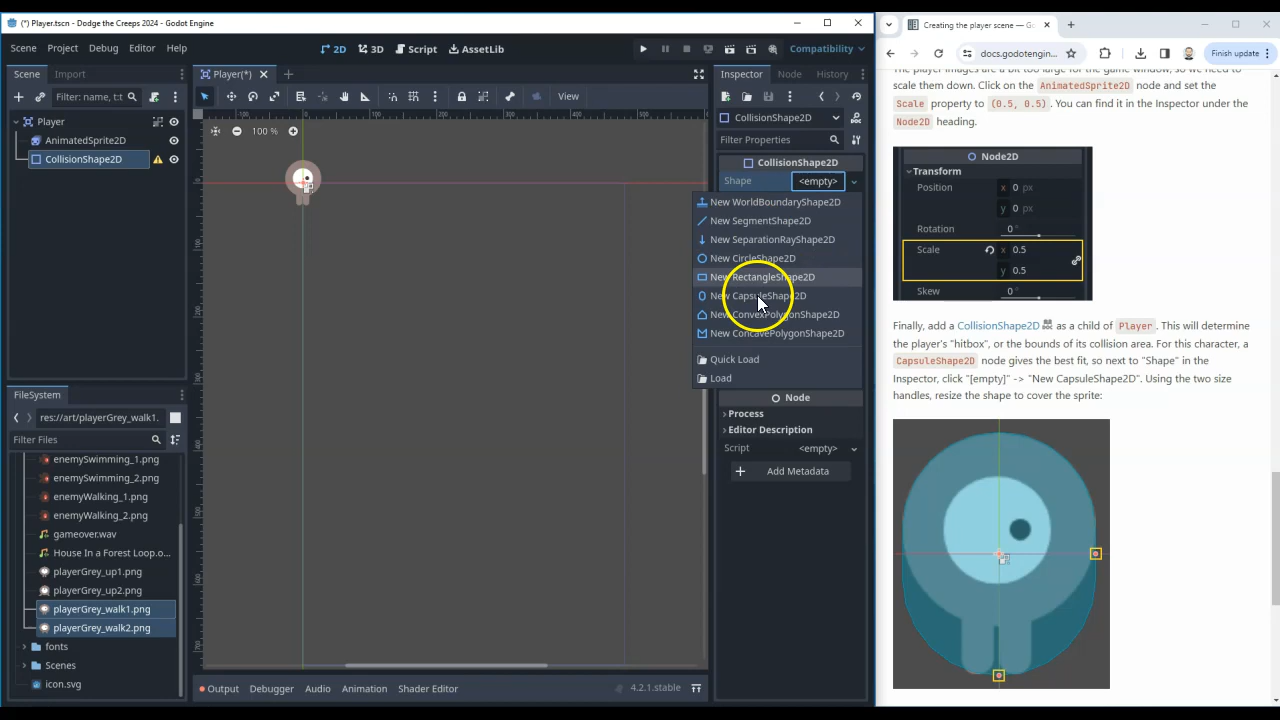 (*) Player.tscn - Dodge the Creeps 2024 - Godot Engine
Scene Project Debug Editor Help
2D 3D Script AssetLib
Compatibility
Scene Import
Filter: name, t:t
Player
AnimatedSprite2D
CollisionShape2D
FileSystem
res://art/playerGrey_walk1.
Filter Files
enemySwimming_1.png
enemySwimming_2.png
enemyWalking_1.png
enemyWalking_2.png
gameover.wav
House In a Forest Loop.o...
playerGrey_up1.png
playerGrey_up2.png
playerGrey_walk1.png
playerGrey_walk2.png
fonts
Scenes
icon.svg
Player(*)
View
100 %
Output Debugger Audio Animation Shader Editor
4.2.1.stable
Inspector Node History
CollisionShape2D
Filter Properties
CollisionShape2D
Shape <empty>
New WorldBoundaryShape2D
New SegmentShape2D
New SeparationRayShape2D
New CircleShape2D
New RectangleShape2D
New CapsuleShape2D
New ConvexPolygonShape2D
New ConcavePolygonShape2D
Quick Load
Load
Node
Process
Editor Description
Script <empty>
Add Metadata
Creating the player scene — G
docs.godotengin...
Finish update
The player images are a bit too large for the game window, so we need to
scale them down. Click on the AnimatedSprite2D node and set the
Scale property to (0.5, 0.5). You can find it in the Inspector under the
Node2D heading.
Node2D
Transform
Position x 0 px
y 0 px
Rotation 0 °
Scale x 0.5
y 0.5
Skew 0 °
Finally, add a CollisionShape2D as a child of Player. This will determine
the player's "hitbox", or the bounds of its collision area. For this character, a
CapsuleShape2D node gives the best fit, so next to "Shape" in the
Inspector, click "[empty]" -> "New CapsuleShape2D". Using the two size
handles, resize the shape to cover the sprite: